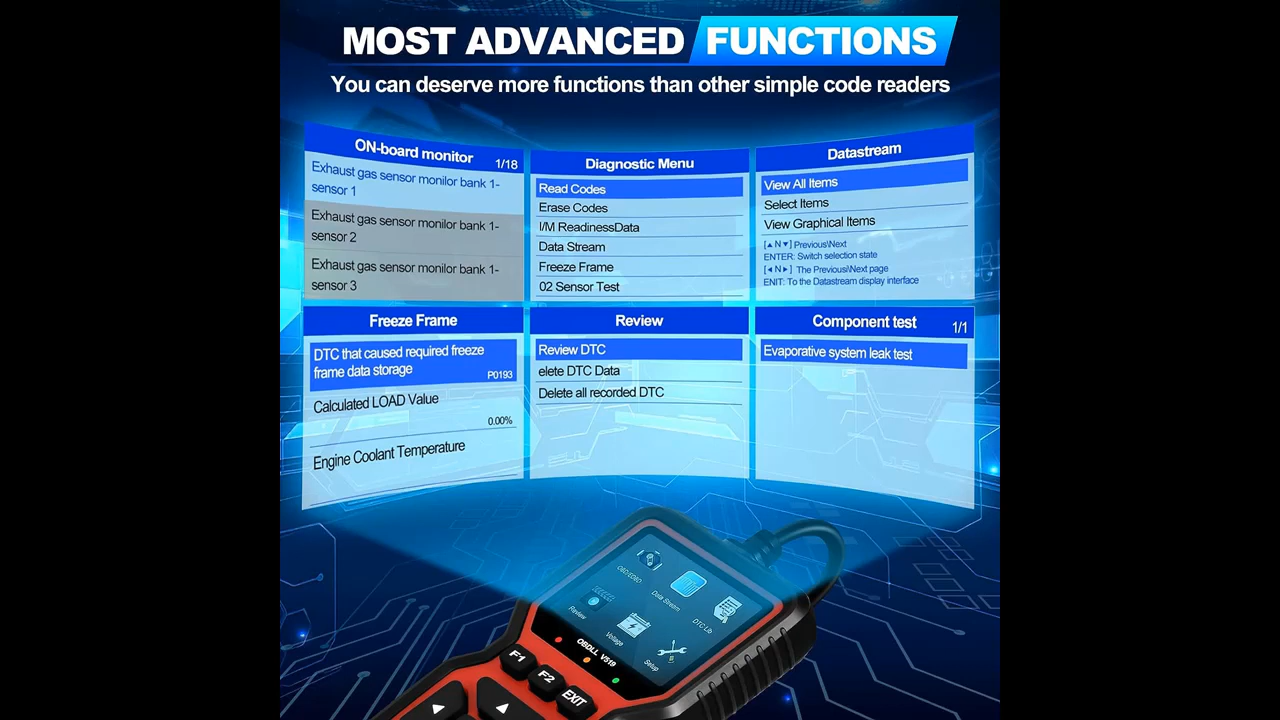 MOST ADVANCED FUNCTIONS
You can deserve more functions than other simple code readers
ON-board monitor
1/18
Exhaust gas sensor monilor bank 1-
sensor 1
Exhaust gas sensor monilor bank 1-
sensor 2
Exhaust gas sensor monilor bank 1-
sensor 3
Diagnostic Menu
Read Codes
Erase Codes
I/M ReadinessData
Data Stream
Freeze Frame
02 Sensor Test
Datastream
View All Items
Select Items
View Graphical Items
[▲ N ▼] Previous\Next
ENTER: Switch selection state
[◄ N ►] The Previous\Next page
ENIT: To the Datastream display interface
Freeze Frame
DTC that caused required freeze
frame data storage
P0193
Calculated LOAD Value
0.00%
Engine Coolant Temperature
Review
Review DTC
elete DTC Data
Delete all recorded DTC
Component test
1/1
Evaporative system leak test
OBD/EOBD
Data Stream
DTC Lib
Review
Voltage
Setup
OBDLL V519
F1
F2
EXIT